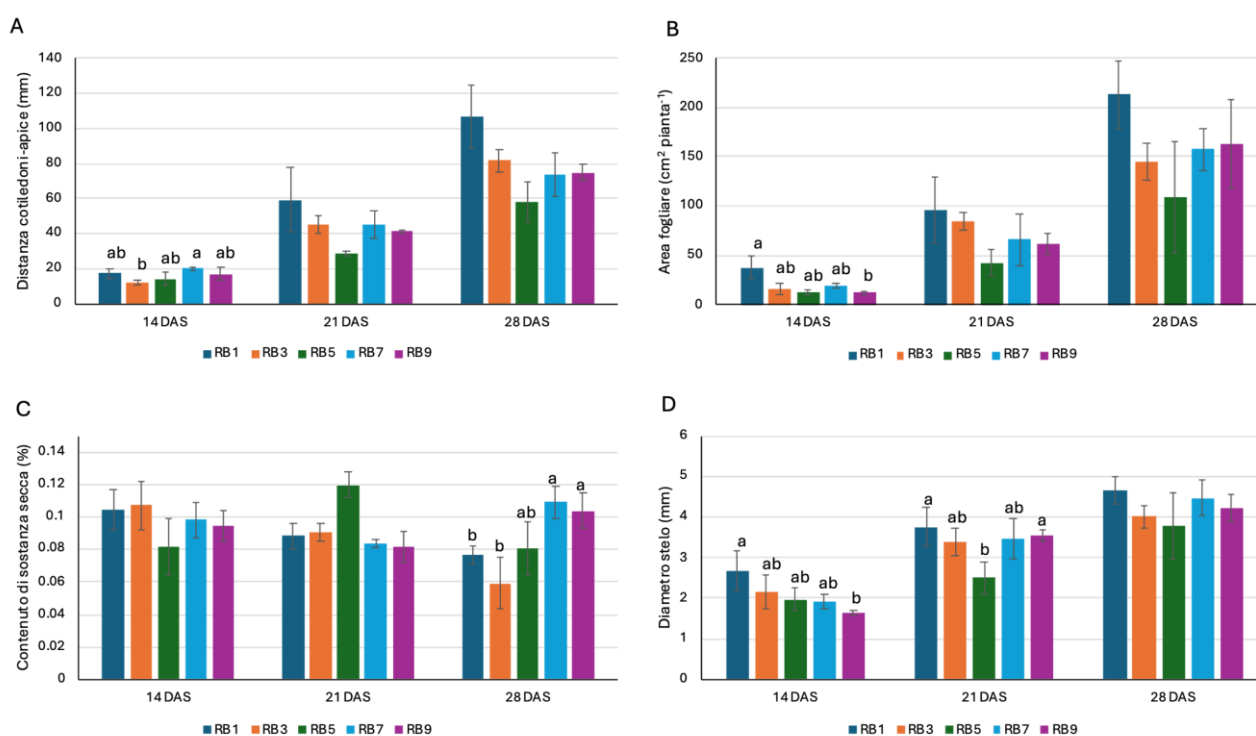 A
Distanza cotiledoni-apice (mm)
140
120
100
80
60
40
20
0
ab
b
ab
a
ab
14 DAS
21 DAS
28 DAS
RB1 RB3 RB5 RB7 RB9
B
Area fogliare (cm² pianta⁻¹)
250
200
150
100
50
0
a
ab
ab
ab
b
14 DAS
21 DAS
28 DAS
RB1 RB3 RB5 RB7 RB9
C
Contenuto di sostanza secca (%)
0.14
0.12
0.1
0.08
0.06
0.04
0.02
0
b
b
ab
a
a
14 DAS
21 DAS
28 DAS
RB1 RB3 RB5 RB7 RB9
D
Diametro stelo (mm)
6
5
4
3
2
1
0
a
ab
ab
ab
b
a
ab
b
ab
a
14 DAS
21 DAS
28 DAS
RB1 RB3 RB5 RB7 RB9